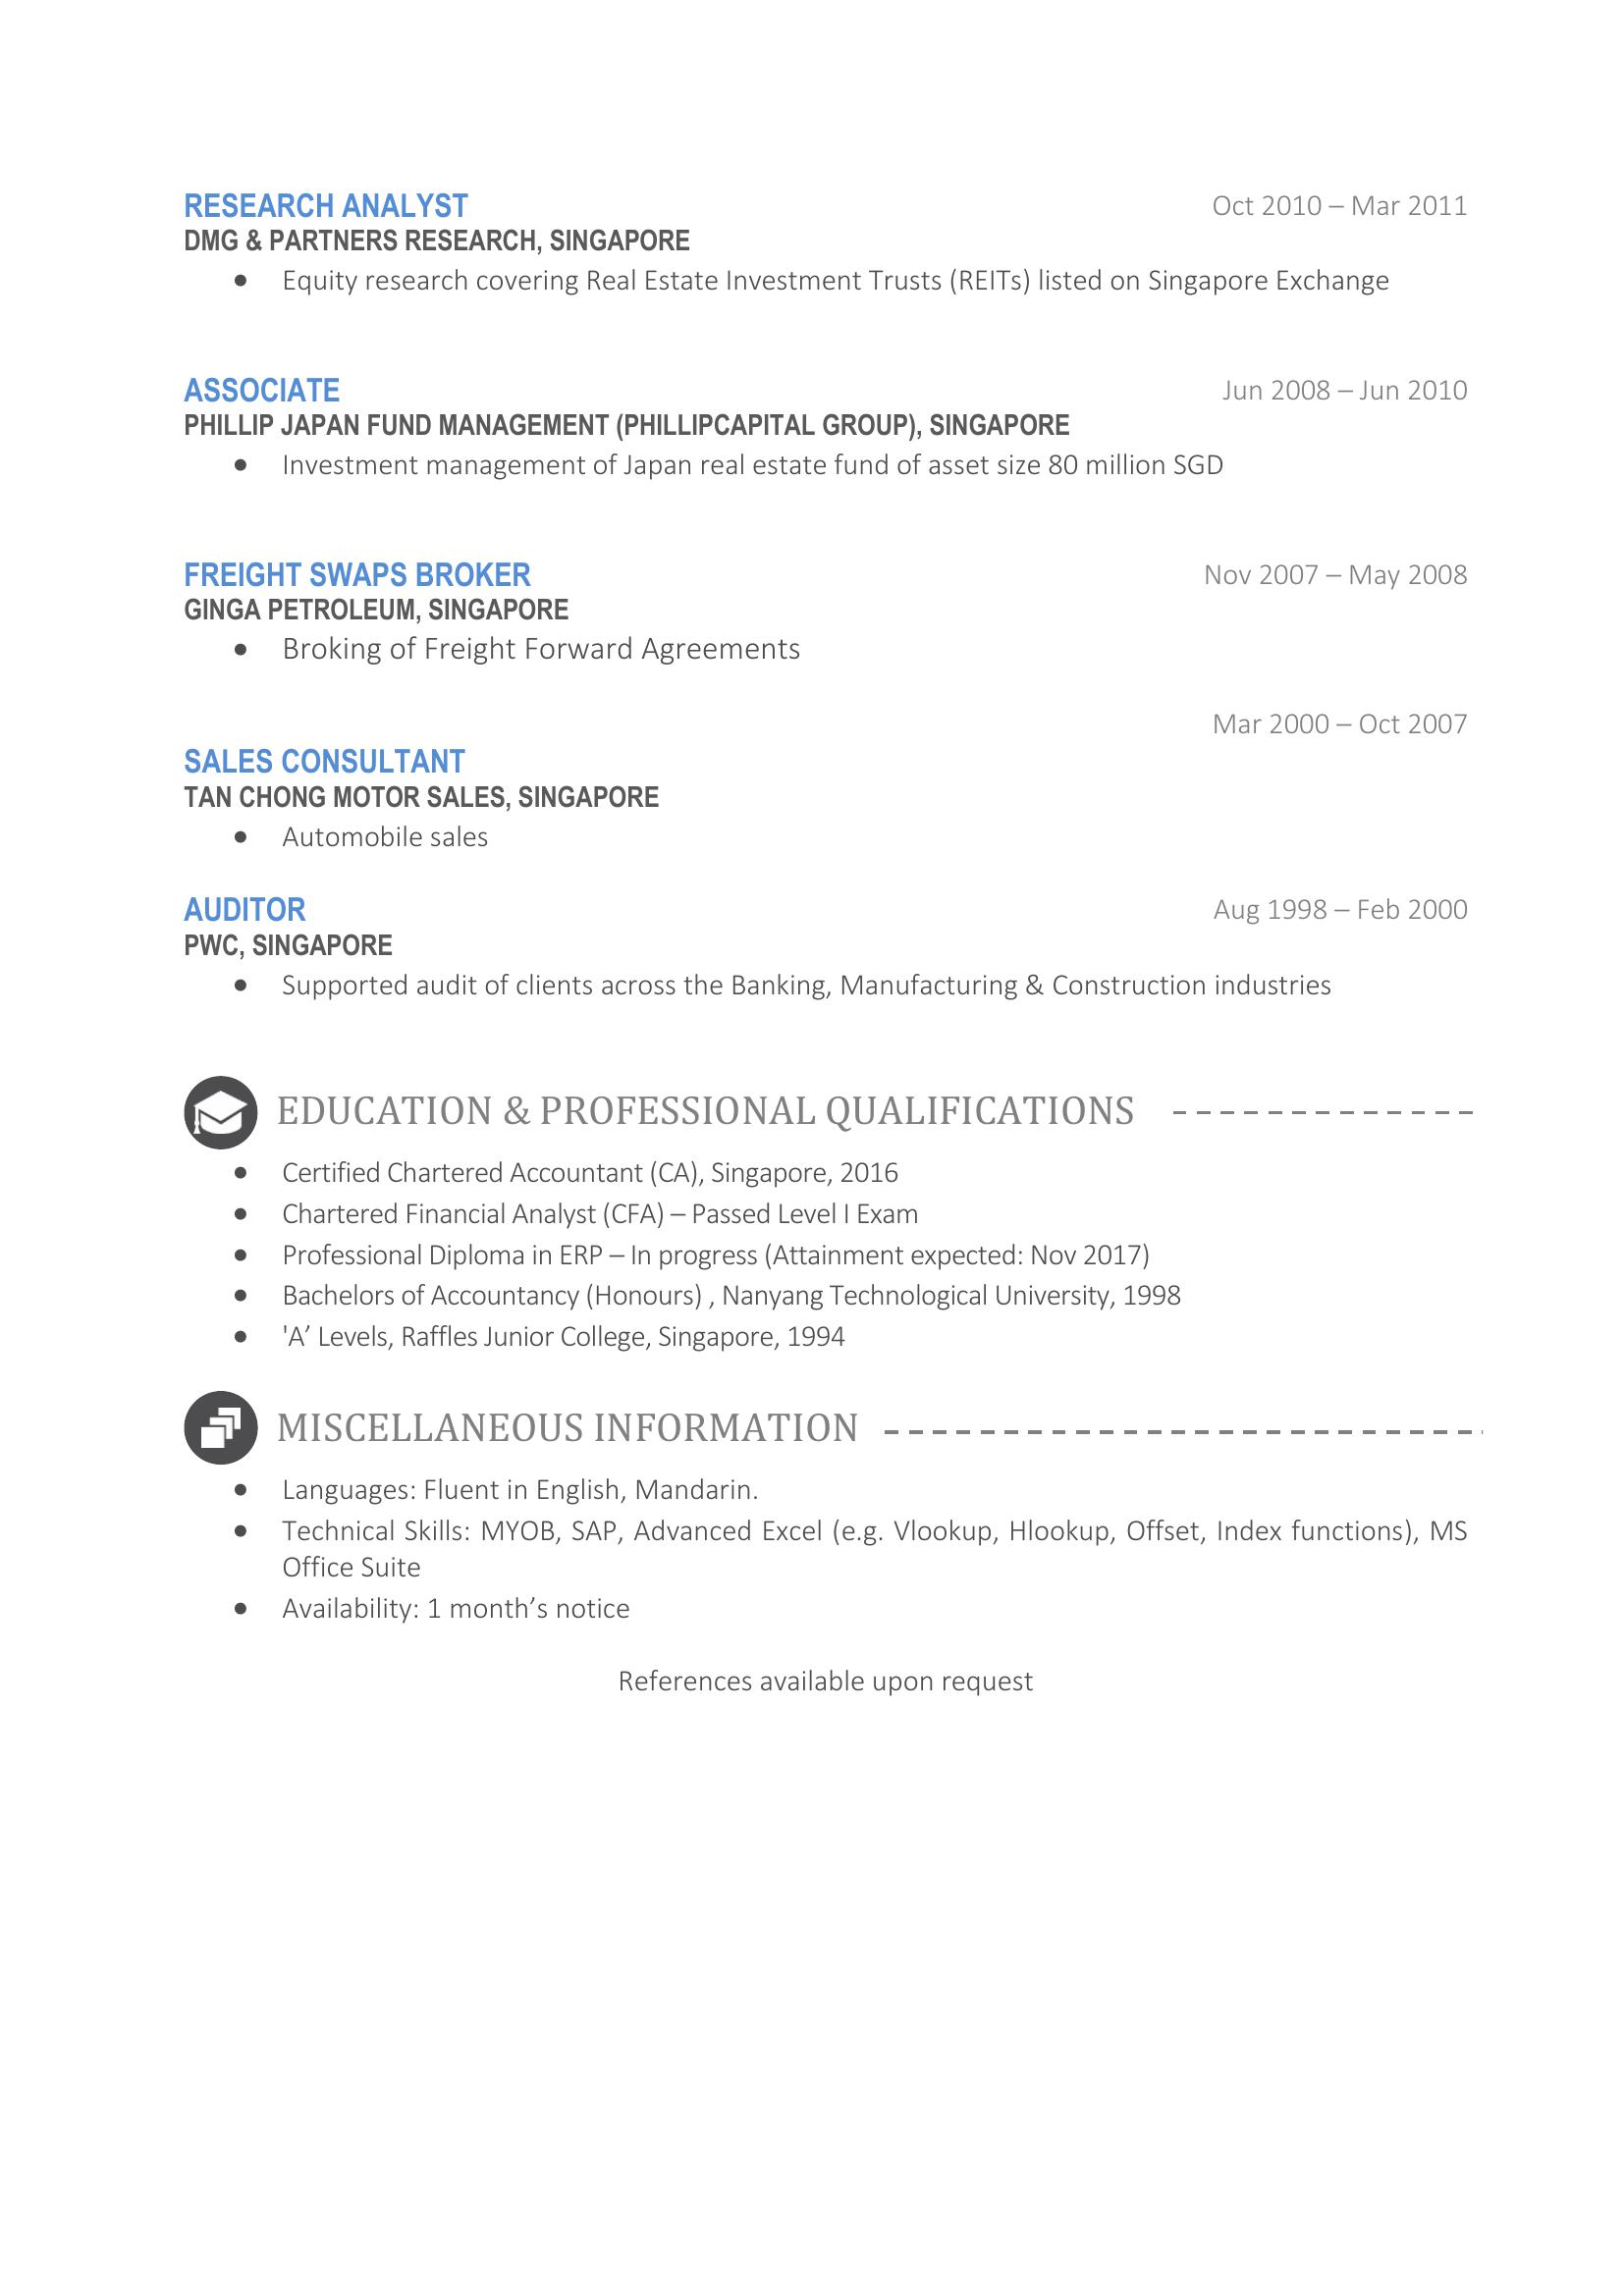 RESEARCH ANALYST Oct 2010 – Mar 2011
DMG & PARTNERS RESEARCH, SINGAPORE
• Equity research covering Real Estate Investment Trusts (REITs) listed on Singapore Exchange
ASSOCIATE Jun 2008 – Jun 2010
PHILLIP JAPAN FUND MANAGEMENT (PHILLIPCAPITAL GROUP), SINGAPORE
• Investment management of Japan real estate fund of asset size 80 million SGD
FREIGHT SWAPS BROKER Nov 2007 – May 2008
GINGA PETROLEUM, SINGAPORE
• Broking of Freight Forward Agreements
Mar 2000 – Oct 2007
SALES CONSULTANT
TAN CHONG MOTOR SALES, SINGAPORE
• Automobile sales
AUDITOR Aug 1998 – Feb 2000
PWC, SINGAPORE
• Supported audit of clients across the Banking, Manufacturing & Construction industries
EDUCATION & PROFESSIONAL QUALIFICATIONS
• Certified Chartered Accountant (CA), Singapore, 2016
• Chartered Financial Analyst (CFA) – Passed Level I Exam
• Professional Diploma in ERP – In progress (Attainment expected: Nov 2017)
• Bachelors of Accountancy (Honours) , Nanyang Technological University, 1998
• 'A’ Levels, Raffles Junior College, Singapore, 1994
MISCELLANEOUS INFORMATION
• Languages: Fluent in English, Mandarin.
• Technical Skills: MYOB, SAP, Advanced Excel (e.g. Vlookup, Hlookup, Offset, Index functions), MS
Office Suite
• Availability: 1 month’s notice
References available upon request